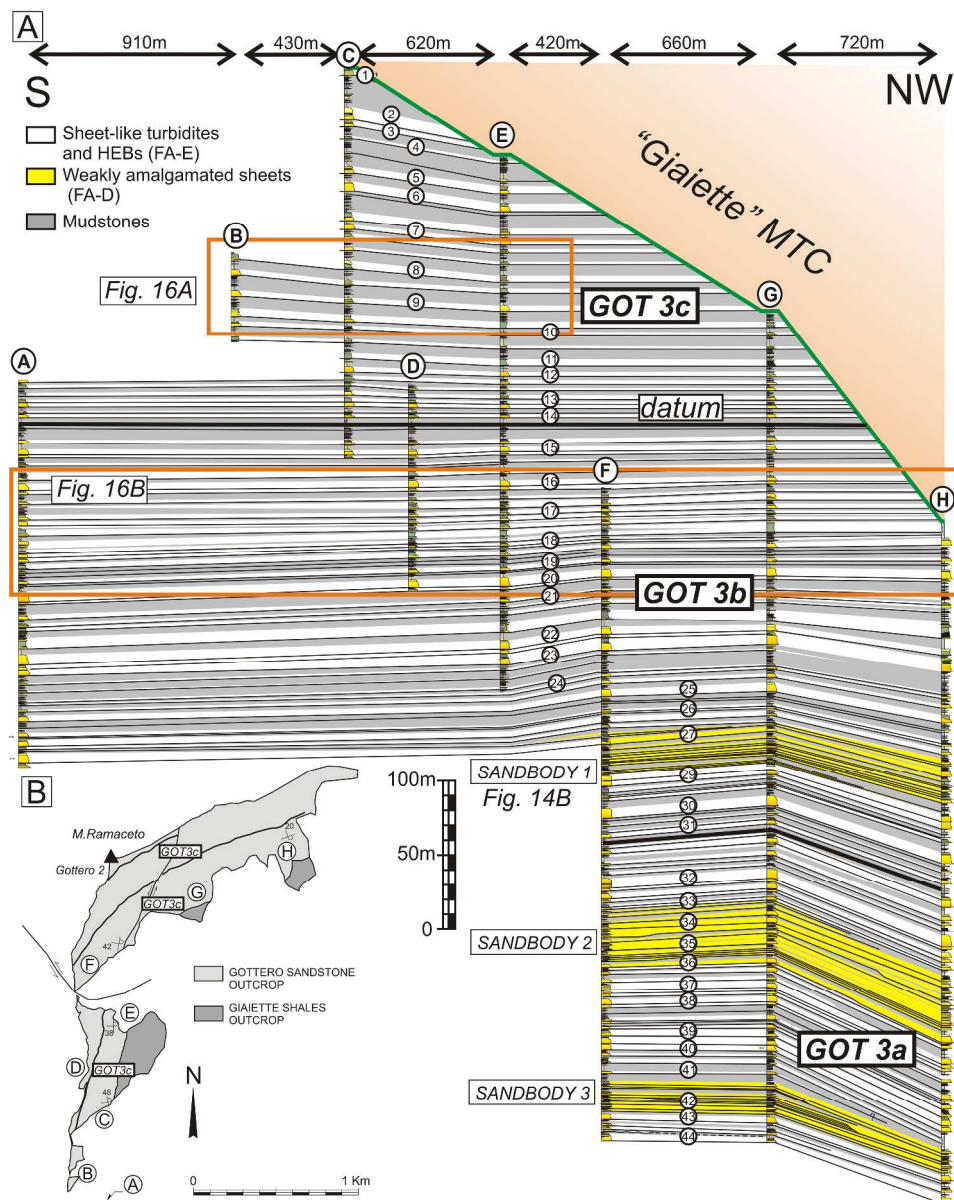 A
910m
430m
620m
420m
660m
720m
S
NW
C
1
Sheet-like turbidites
and HEBs (FA-E)
Weakly amalgamated sheets
(FA-D)
Mudstones
2
3
E
4
5
6
7
"Giaiette" MTC
B
Fig. 16A
8
9
GOT 3c
G
10
11
A
D
12
13
14
datum
15
Fig. 16B
16
F
H
17
18
19
20
21
GOT 3b
22
23
24
25
26
27
SANDBODY 1
Fig. 14B
29
30
31
32
33
34
SANDBODY 2
35
36
37
38
39
40
GOT 3a
41
SANDBODY 3
42
43
44
?
B
100m
50m
0
M.Ramaceto
Gottero 2
GOT3c
20
H
GOT3c
G
42
F
GOTTERO SANDSTONE
OUTCROP
GIAIETTE SHALES
OUTCROP
E
38
D
GOT3c
48
C
N
B
A
0
1 Km